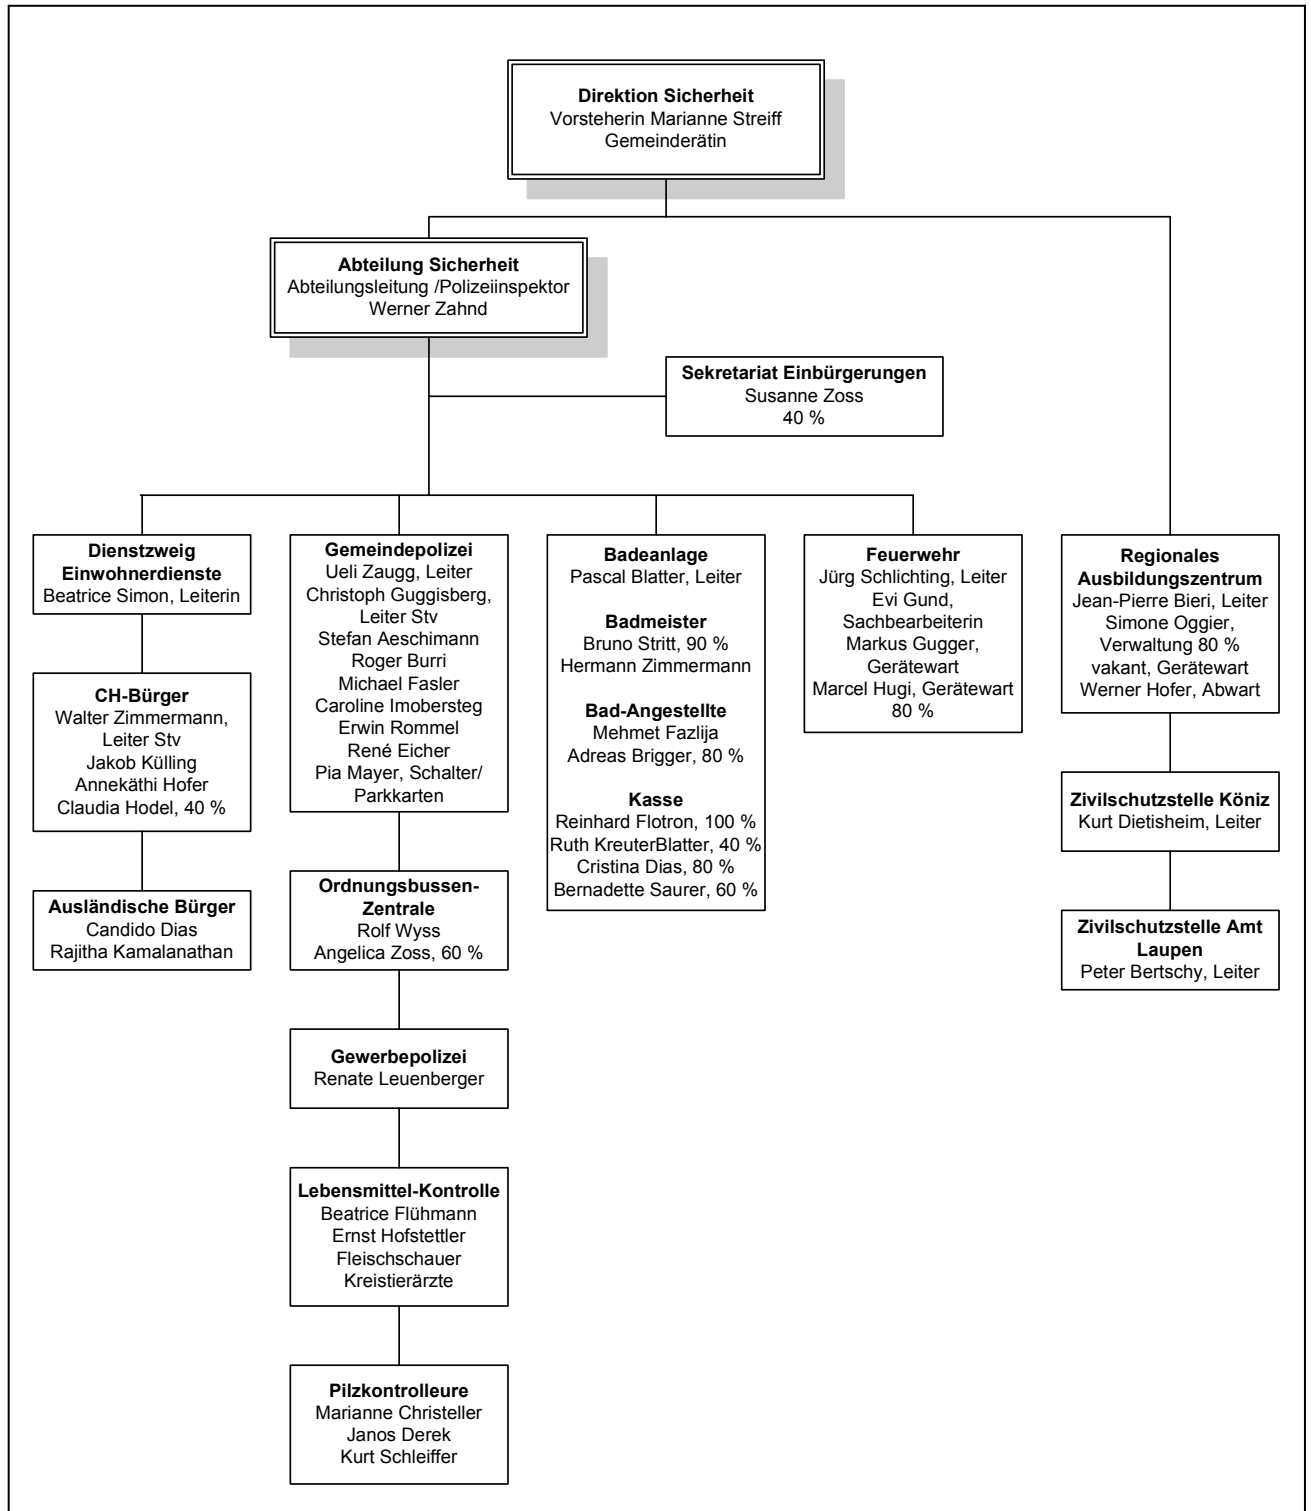 Direktion Sicherheit
Vorsteherin Marianne Streiff
Gemeinderätin
Abteilung Sicherheit
Abteilungsleitung /Polizeiinspektor
Werner Zahnd
Sekretariat Einbürgerungen
Susanne Zoss
40 %
Dienstzweig
Einwohnerdienste
Beatrice Simon, Leiterin
CH-Bürger
Walter Zimmermann,
Leiter Stv
Jakob Külling
Annekäthi Hofer
Claudia Hodel, 40 %
Ausländische Bürger
Candido Dias
Rajitha Kamalanathan
Gemeindepolizei
Ueli Zaugg, Leiter
Christoph Guggisberg,
Leiter Stv
Stefan Aeschimann
Roger Burri
Michael Fasler
Caroline Imobersteg
Erwin Rommel
René Eicher
Pia Mayer, Schalter/
Parkkarten
Ordnungsbussen-
Zentrale
Rolf Wyss
Angelica Zoss, 60 %
Gewerbepolizei
Renate Leuenberger
Lebensmittel-Kontrolle
Beatrice Flühmann
Ernst Hofstettler
Fleischschauer
Kreistierärzte
Pilzkontrolleure
Marianne Christeller
Janos Derek
Kurt Schleiffer
Badeanlage
Pascal Blatter, Leiter
Badmeister
Bruno Stritt, 90 %
Hermann Zimmermann
Bad-Angestellte
Mehmet Fazlija
Adreas Brigger, 80 %
Kasse
Reinhard Flotron, 100 %
Ruth KreuterBlatter, 40 %
Cristina Dias, 80 %
Bernadette Saurer, 60 %
Feuerwehr
Jürg Schlichting, Leiter
Evi Gund,
Sachbearbeiterin
Markus Gugger,
Gerätewart
Marcel Hugi, Gerätewart
80 %
Regionales
Ausbildungszentrum
Jean-Pierre Bieri, Leiter
Simone Oggier,
Verwaltung 80 %
vakant, Gerätewart
Werner Hofer, Abwart
Zivilschutzstelle Köniz
Kurt Dietisheim, Leiter
Zivilschutzstelle Amt
Laupen
Peter Bertschy, Leiter